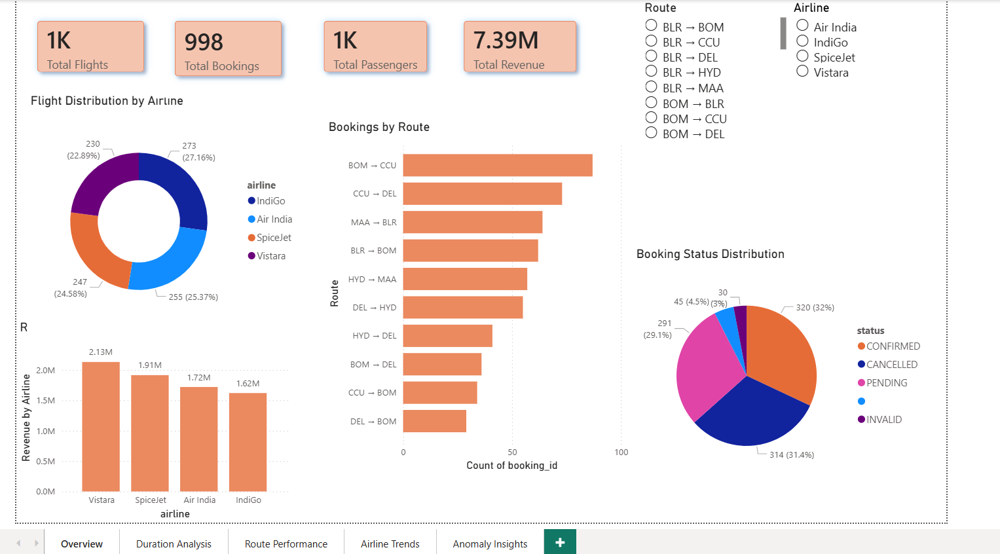 1K
Total Flights
998
Total Bookings
1K
Total Passengers
7.39M
Total Revenue
Route
BLR → BOM
BLR → CCU
BLR → DEL
BLR → HYD
BLR → MAA
BOM → BLR
BOM → CCU
BOM → DEL
Airline
Air India
IndiGo
SpiceJet
Vistara
Flight Distribution by Airline
230
(22.89%)
273
(27.16%)
247
(24.58%)
255 (25.37%)
airline
IndiGo
Air India
SpiceJet
Vistara
Bookings by Route
Route
BOM → CCU
CCU → DEL
MAA → BLR
BLR → BOM
HYD → MAA
DEL → HYD
HYD → DEL
BOM → DEL
CCU → BOM
DEL → BOM
0
50
100
Count of booking_id
Booking Status Distribution
30
(3%)
45 (4.5%)
320 (32%)
291
(29.1%)
314 (31.4%)
status
CONFIRMED
CANCELLED
PENDING
INVALID
R
Revenue by Airline
2.13M
1.91M
1.72M
1.62M
2.0M
1.5M
1.0M
0.5M
0.0M
Vistara
SpiceJet
Air India
IndiGo
airline
Overview
Duration Analysis
Route Performance
Airline Trends
Anomaly Insights